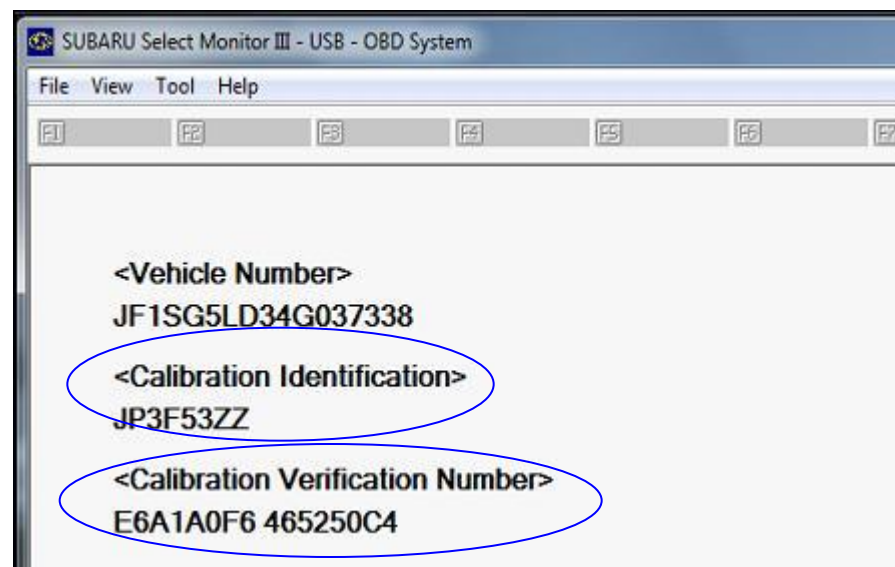 SUBARU Select Monitor III - USB - OBD System
File View Tool Help
F1 F2 F3 F4 F5 F6 F7
<Vehicle Number>
JF1SG5LD34G037338
<Calibration Identification>
JP3F53ZZ
<Calibration Verification Number>
E6A1A0F6 465250C4